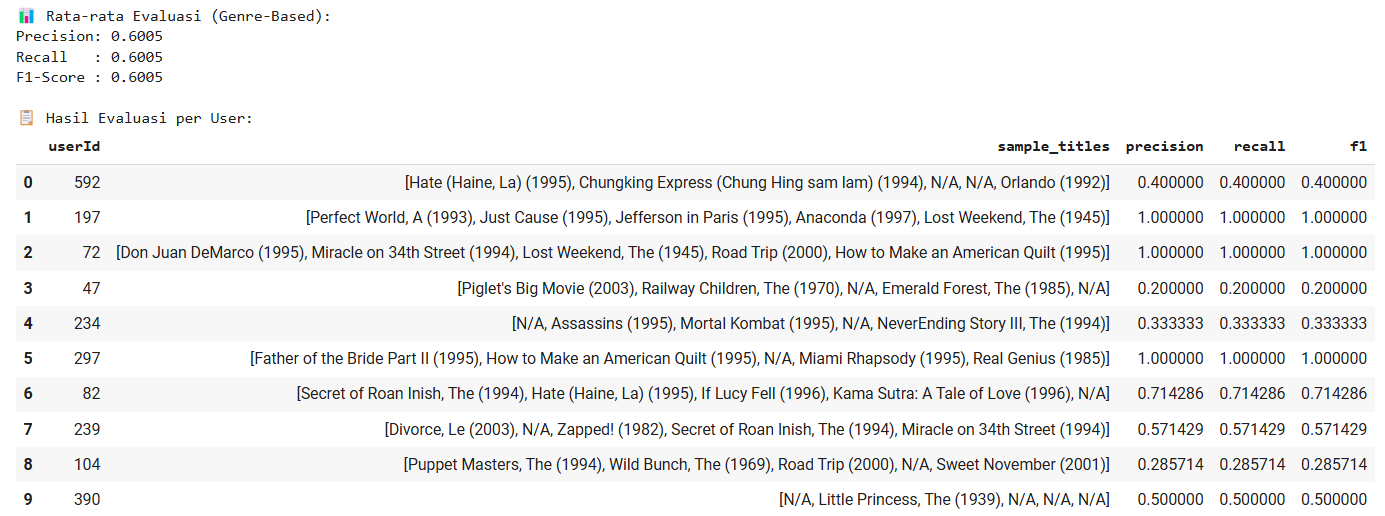 📊 Rata-rata Evaluasi (Genre-Based):
Precision: 0.6005
Recall   : 0.6005
F1-Score : 0.6005
📋 Hasil Evaluasi per User:
userId sample_titles precision recall f1
0 592 [Hate (Haine, La) (1995), Chungking Express (Chung Hing sam lam) (1994), N/A, N/A, Orlando (1992)] 0.400000 0.400000 0.400000
1 197 [Perfect World, A (1993), Just Cause (1995), Jefferson in Paris (1995), Anaconda (1997), Lost Weekend, The (1945)] 1.000000 1.000000 1.000000
2 72 [Don Juan DeMarco (1995), Miracle on 34th Street (1994), Lost Weekend, The (1945), Road Trip (2000), How to Make an American Quilt (1995)] 1.000000 1.000000 1.000000
3 47 [Piglet's Big Movie (2003), Railway Children, The (1970), N/A, Emerald Forest, The (1985), N/A] 0.200000 0.200000 0.200000
4 234 [N/A, Assassins (1995), Mortal Kombat (1995), N/A, NeverEnding Story III, The (1994)] 0.333333 0.333333 0.333333
5 297 [Father of the Bride Part II (1995), How to Make an American Quilt (1995), N/A, Miami Rhapsody (1995), Real Genius (1985)] 1.000000 1.000000 1.000000
6 82 [Secret of Roan Inish, The (1994), Hate (Haine, La) (1995), If Lucy Fell (1996), Kama Sutra: A Tale of Love (1996), N/A] 0.714286 0.714286 0.714286
7 239 [Divorce, Le (2003), N/A, Zapped! (1982), Secret of Roan Inish, The (1994), Miracle on 34th Street (1994)] 0.571429 0.571429 0.571429
8 104 [Puppet Masters, The (1994), Wild Bunch, The (1969), Road Trip (2000), N/A, Sweet November (2001)] 0.285714 0.285714 0.285714
9 390 [N/A, Little Princess, The (1939), N/A, N/A, N/A] 0.500000 0.500000 0.500000